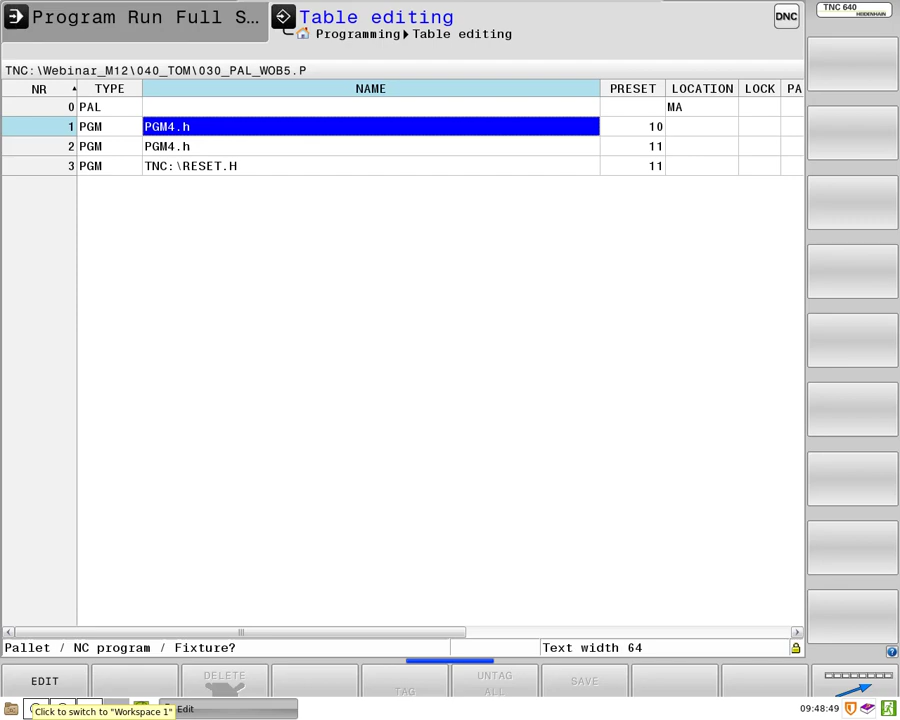 Program Run Full S...
Table editing
Programming Table editing
DNC
TNC 640
HEIDENHAIN
TNC:\Webinar_M12\040_TOM\030_PAL_WOB5.P
NR TYPE NAME PRESET LOCATION LOCK PA
0 PAL MA
1 PGM PGM4.h 10
2 PGM PGM4.h 11
3 PGM TNC:\RESET.H 11
Pallet / NC program / Fixture? Text width 64
EDIT DELETE TAG UNTAG ALL SAVE
Click to switch to "Workspace 1" Edit 09:48:49